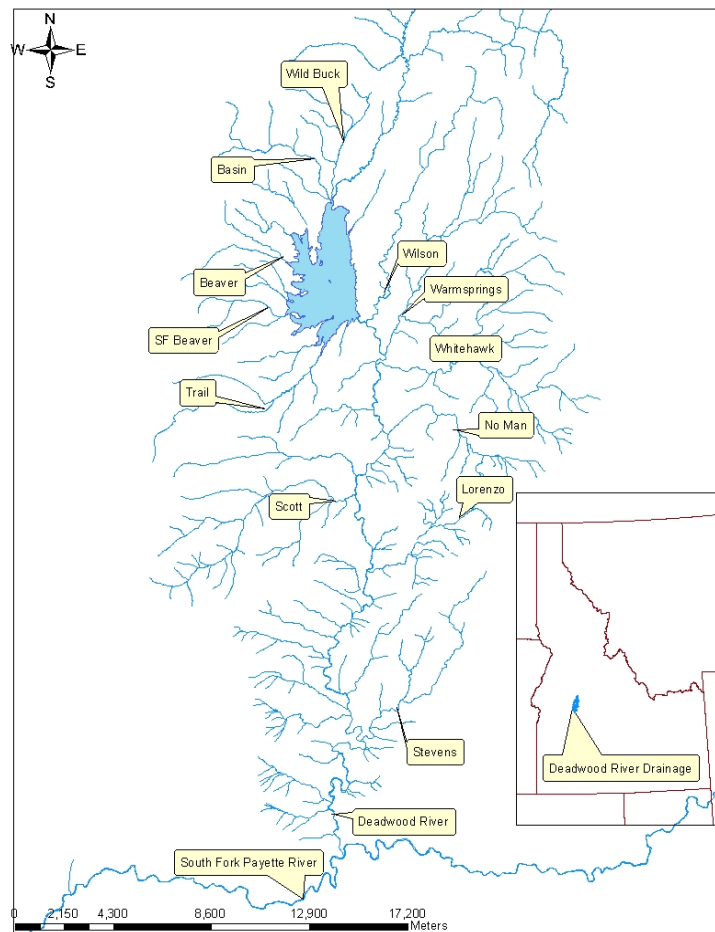 N
W E
S
Wild Buck
Basin
Wilson
Beaver
Warmsprings
SF Beaver
Whitehawk
Trail
No Man
Lorenzo
Scott
Stevens
Deadwood River Drainage
Deadwood River
South Fork Payette River
0 2,150 4,300 8,600 12,900 17,200
Meters